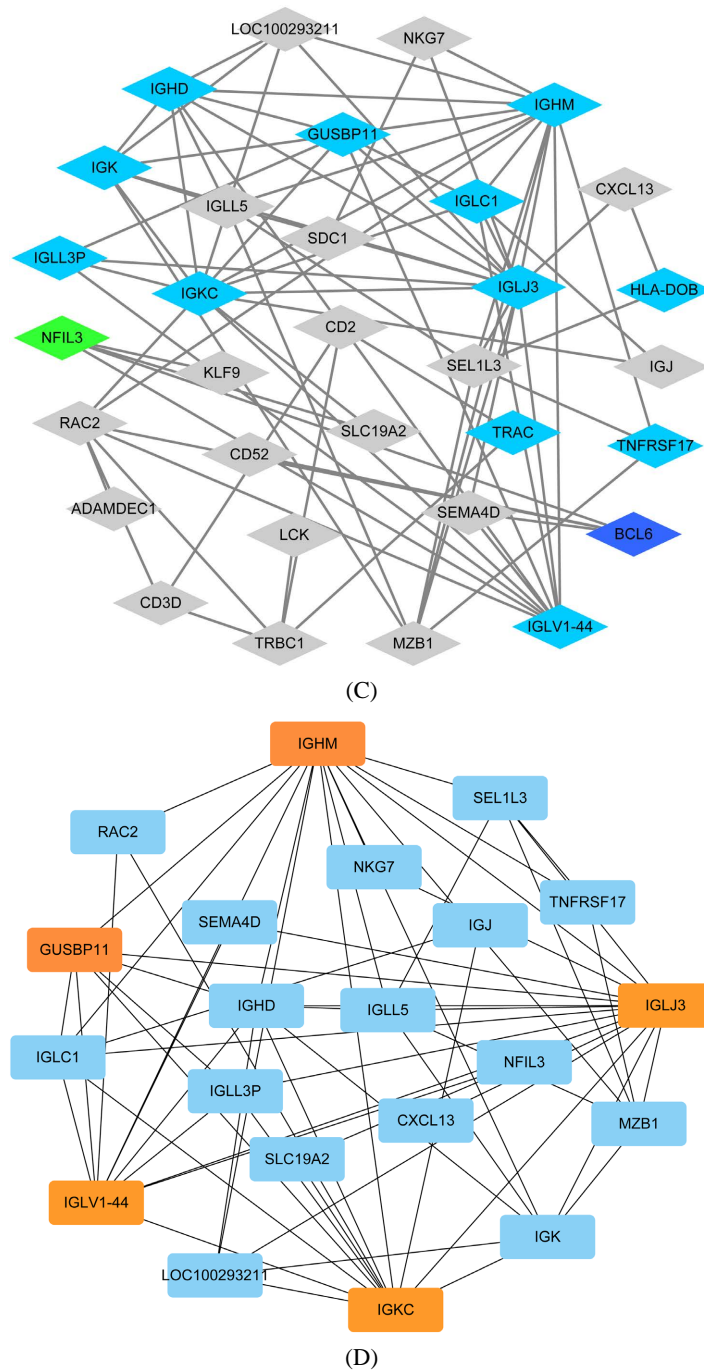 LOC100293211
NKG7
IGHD
IGHM
GUSBP11
IGK
CXCL13
IGLL5
IGLC1
SDC1
IGLL3P
IGKC
IGLJ3
HLA-DOB
NFIL3
CD2
KLF9
SEL1L3
IGJ
RAC2
SLC19A2
TRAC
TNFRSF17
CD52
ADAMDEC1
SEMA4D
LCK
BCL6
CD3D
TRBC1
MZB1
IGLV1-44
(C)
IGHM
SEL1L3
RAC2
NKG7
TNFRSF17
SEMA4D
IGJ
GUSBP11
IGHD
IGLL5
IGLJ3
IGLC1
NFIL3
IGLL3P
CXCL13
MZB1
SLC19A2
IGLV1-44
IGK
LOC100293211
IGKC
(D)